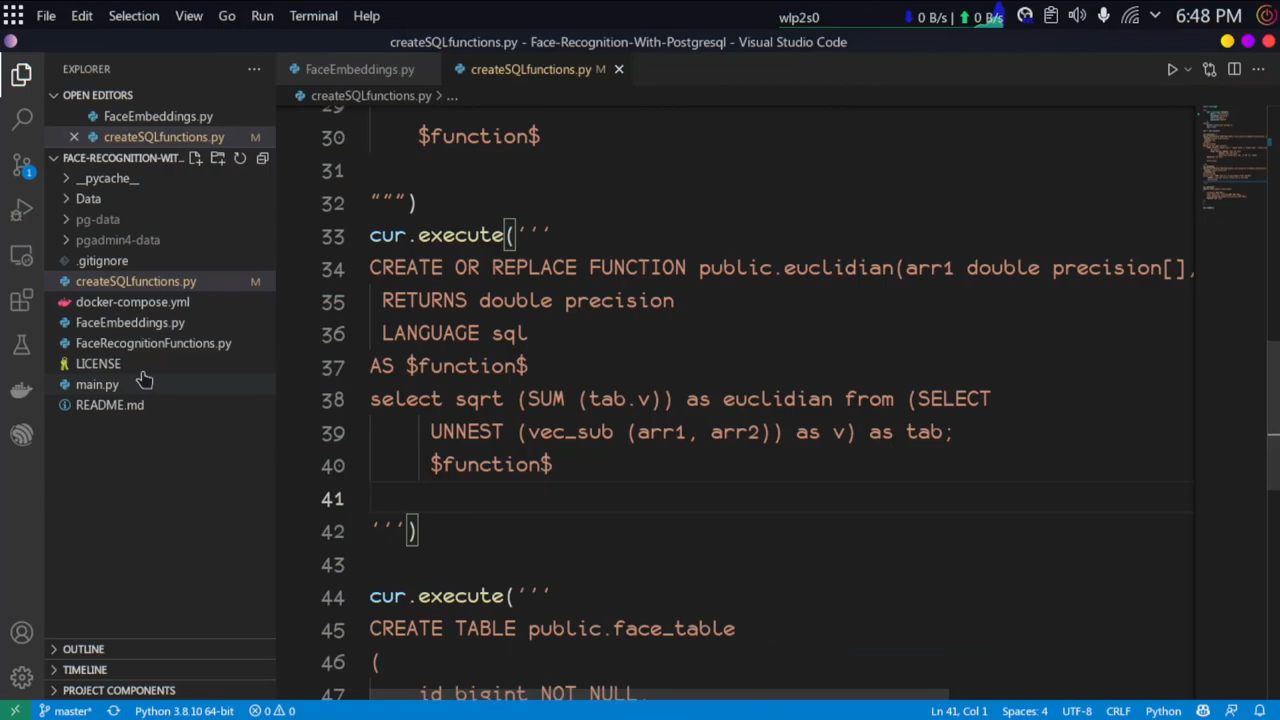 File Edit Selection View Go Run Terminal Help
wlp2s0 0 B/s 0 B/s 6:48 PM
createSQLfunctions.py - Face-Recognition-With-Postgresql - Visual Studio Code
EXPLORER
OPEN EDITORS
FaceEmbeddings.py
createSQLfunctions.py M
FACE-RECOGNITION-WIT...
__pycache__
Data
pg-data
pgadmin4-data
.gitignore
createSQLfunctions.py M
docker-compose.yml
FaceEmbeddings.py
FaceRecognitionFunctions.py
LICENSE
main.py
README.md
OUTLINE
TIMELINE
PROJECT COMPONENTS
1
FaceEmbeddings.py createSQLfunctions.py M
createSQLfunctions.py > ...
29
30 $function$
31
32 """)
33 cur.execute('''
34 CREATE OR REPLACE FUNCTION public.euclidian(arr1 double precision[],
35 RETURNS double precision
36 LANGUAGE sql
37 AS $function$
38 select sqrt (SUM (tab.v)) as euclidian from (SELECT
39 UNNEST (vec_sub (arr1, arr2)) as v) as tab;
40 $function$
41
42 ''')
43
44 cur.execute('''
45 CREATE TABLE public.face_table
46 (
47 id bigint NOT NULL,
master* Python 3.8.10 64-bit 0 0 Ln 41, Col 1 Spaces: 4 UTF-8 CRLF Python